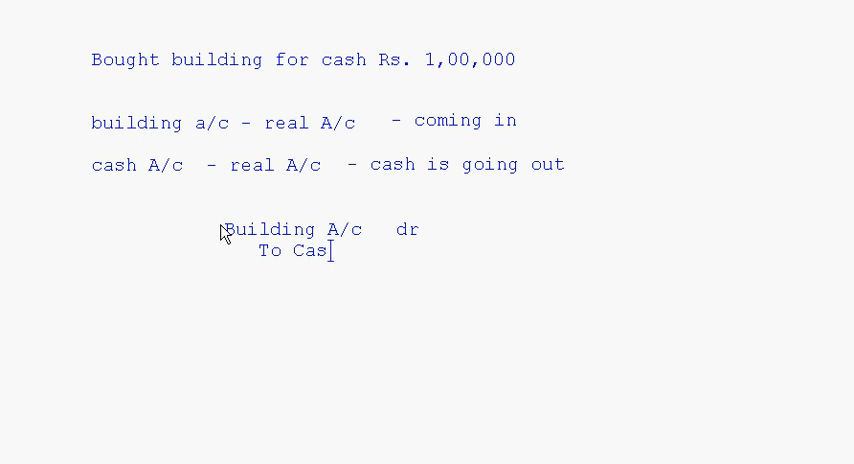 Bought building for cash Rs. 1,00,000
building a/c - real A/c - coming in
cash A/c - real A/c - cash is going out
Building A/c dr
To Cas